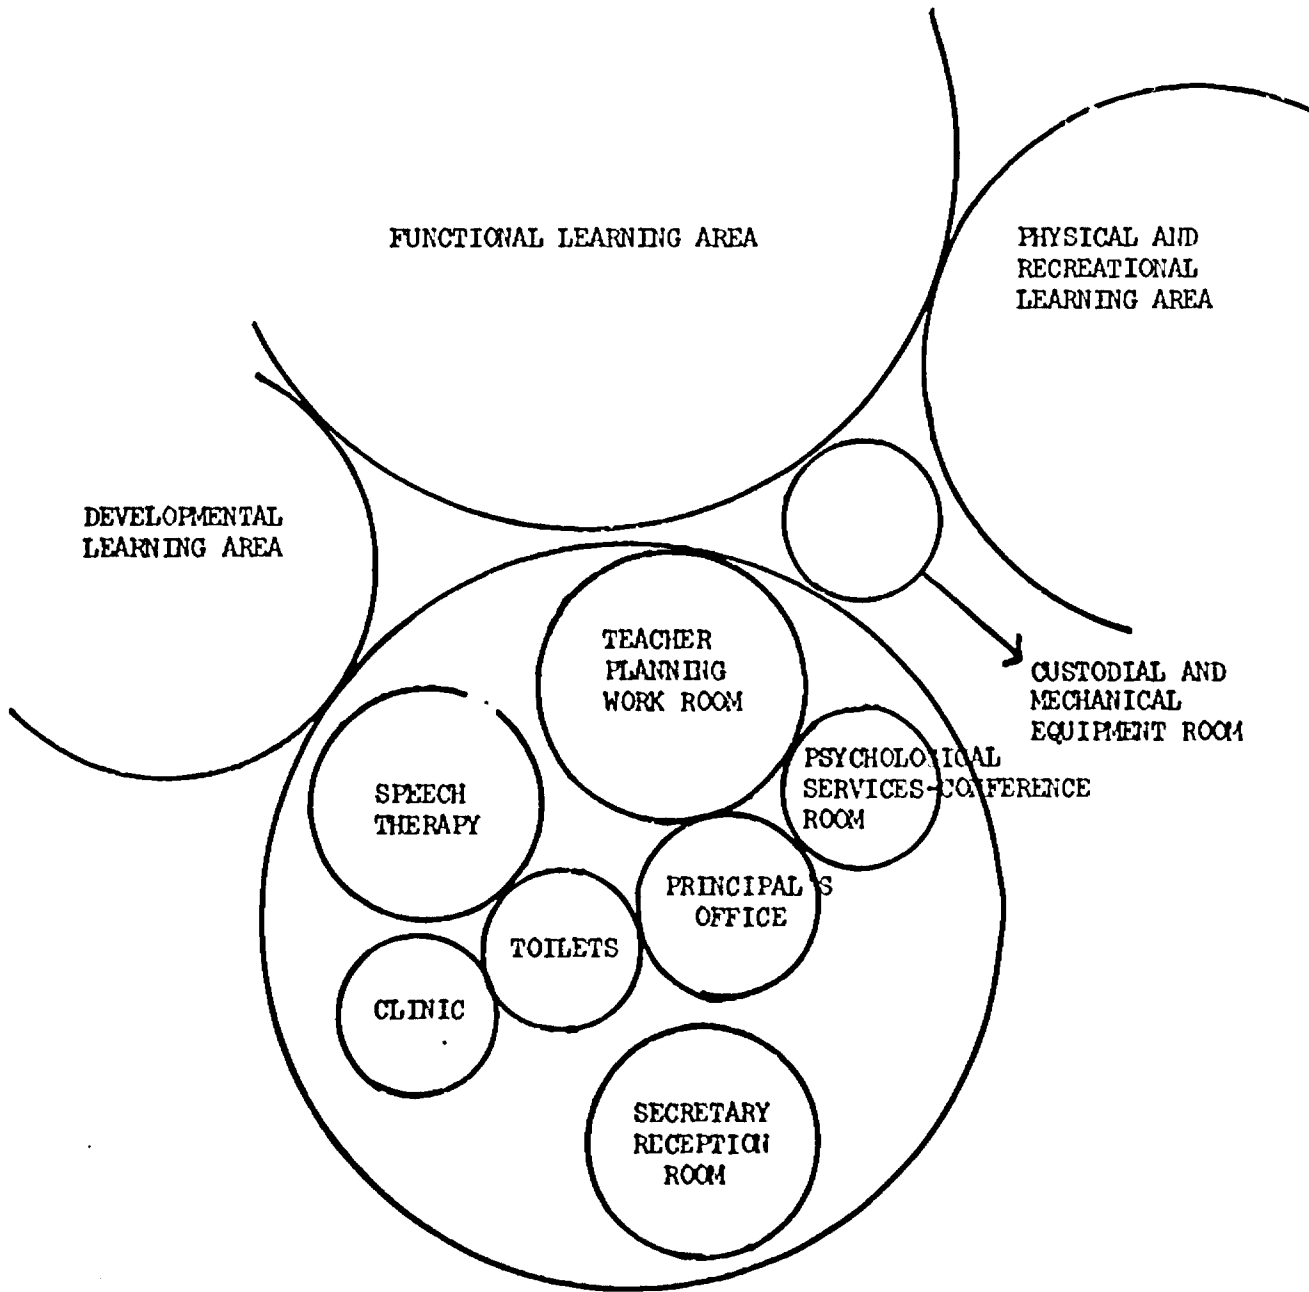 FUNCTIONAL LEARNING AREA
PHYSICAL AND
RECREATIONAL
LEARNING AREA
DEVELOPMENTAL
LEARNING AREA
TEACHER
PLANNING
WORK ROOM
CUSTODIAL AND
MECHANICAL
EQUIPMENT ROOM
PSYCHOLOGICAL
SERVICES-CONFERENCE
ROOM
SPEECH
THERAPY
PRINCIPAL'S
OFFICE
TOILETS
CLINIC
SECRETARY
RECEPTION
ROOM